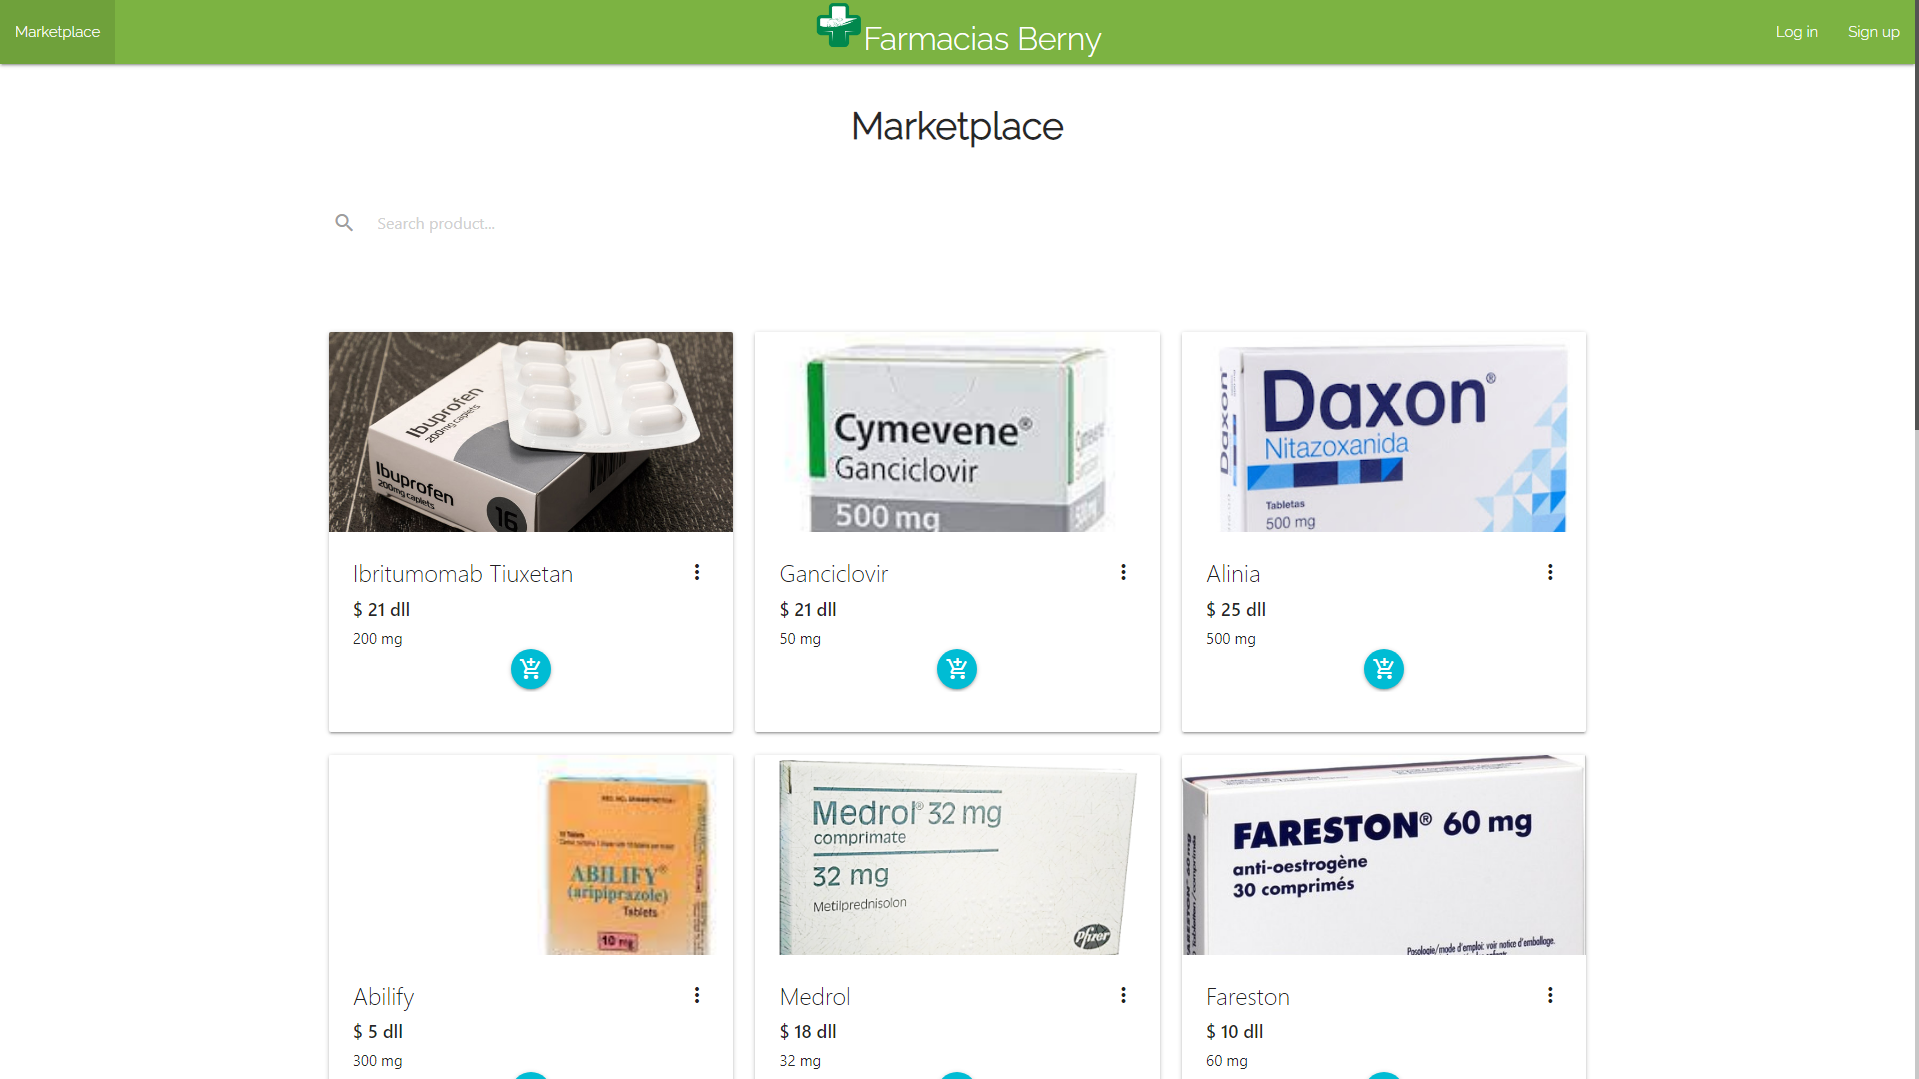 Marketplace
Farmacias Berny
Log in
Sign up
Marketplace
Search product...
Ibuprofen
200mg caplets
Ibuprofen
200mg caplets
16
Cymevene®
Ganciclovir
500 mg
Daxon®
Daxon®
Nitazoxanida
Tabletas
500 mg
Ibritumomab Tiuxetan
$ 21 dll
200 mg
Ganciclovir
$ 21 dll
50 mg
Alinia
$ 25 dll
500 mg
ABILIFY®
(aripiprazole)
Tablets
10 mg
Medrol® 32 mg
comprimate
32 mg
Metilprednisolon
Pfizer
FARESTON® 60 mg
anti-oestrogène
30 comprimés
Posologie/mode d'emploi: voir notice d'emballage.
Abilify
$ 5 dll
300 mg
Medrol
$ 18 dll
32 mg
Fareston
$ 10 dll
60 mg